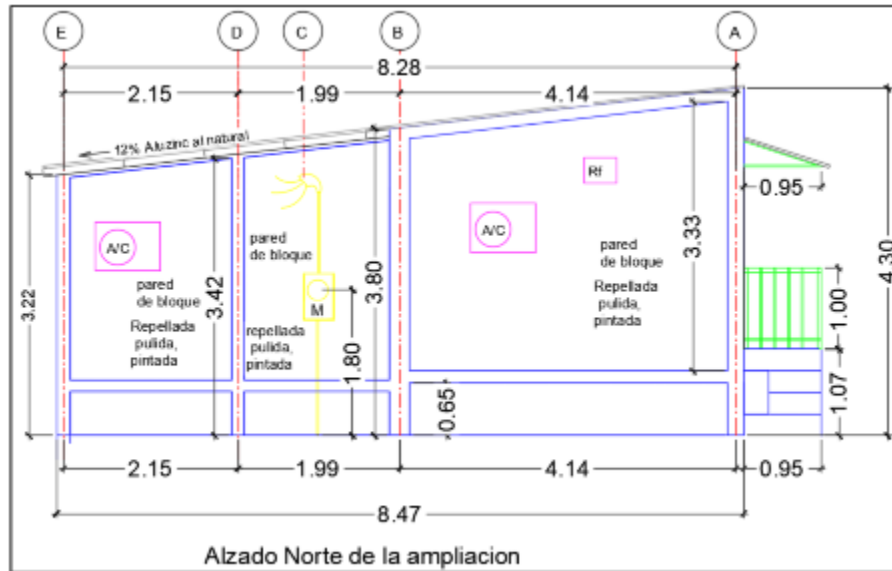 E D C B A
8.28
2.15 1.99 4.14
12% Aluzinc al natural
Rf
0.95
A/C
A/C
pared
de bloque
pared
de bloque
Repellada
pulida,
pintada
pared
de bloque
Repellada
pulida,
pintada
repellada
pulida,
pintada
M
3.22
3.42
1.80
3.80
0.65
3.33
1.00
1.07
4.30
2.15 1.99 4.14 0.95
8.47
Alzado Norte de la ampliacion